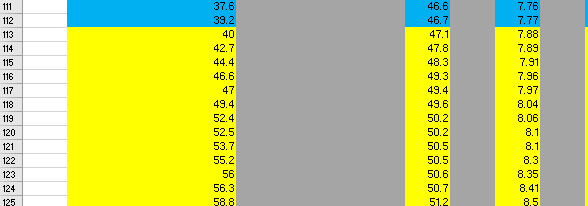 111 37.6 46.6 7.76
112 39.2 46.7 7.77
113 40 47.1 7.88
114 42.7 47.8 7.89
115 44.4 48.3 7.91
116 46.6 49.3 7.96
117 47 49.4 7.97
118 49.4 49.6 8.04
119 52.4 50.2 8.06
120 52.5 50.2 8.1
121 53.7 50.5 8.1
122 55.2 50.5 8.3
123 56 50.6 8.35
124 56.3 50.7 8.41
125 58.8 51.2 8.5